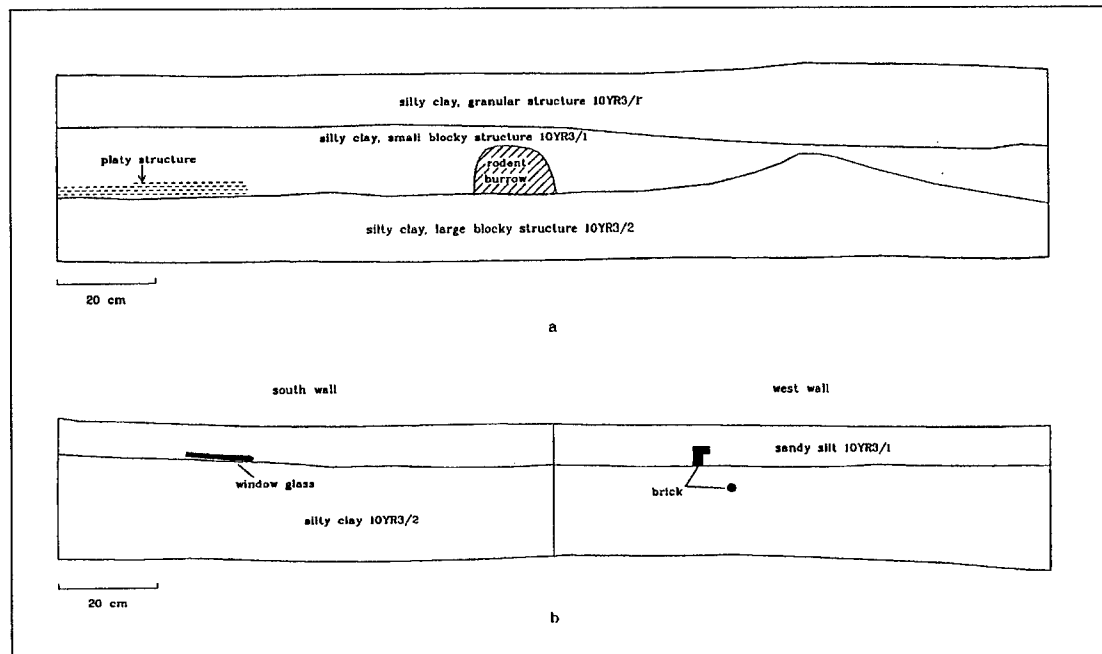 silty clay, granular structure 10YR3/1
silty clay, small blocky structure 10YR3/1
platy structure
rodent
burrow
silty clay, large blocky structure 10YR3/2
20 cm
a
south wall
west wall
sandy silt 10YR3/1
window glass
brick
silty clay 10YR3/2
20 cm
b